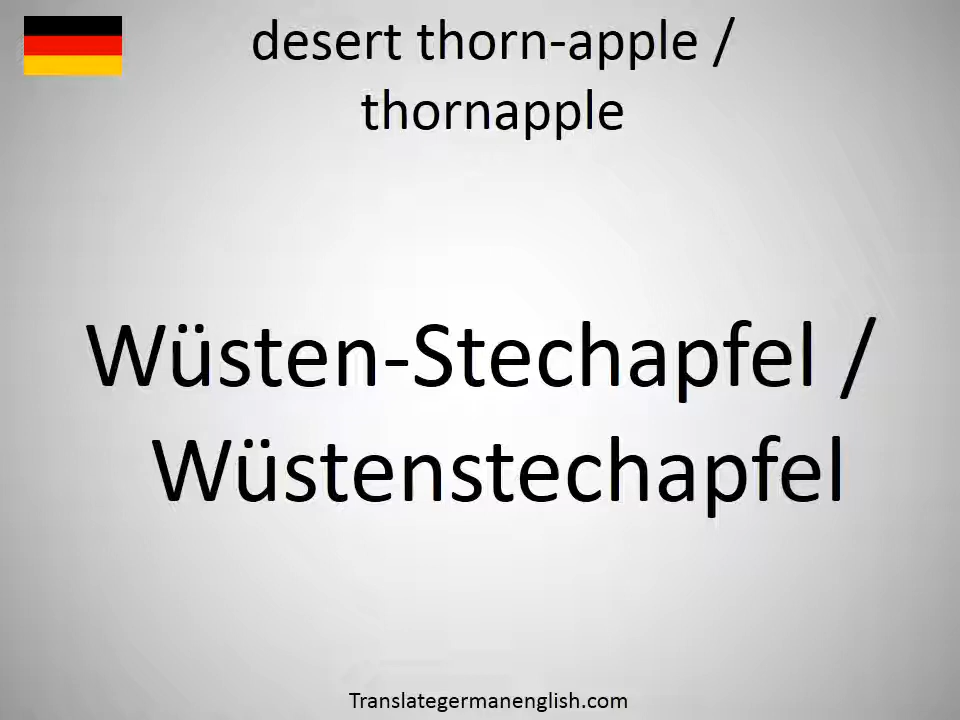 desert thorn-apple /
thornapple
Wüsten-Stechapfel /
Wüstenstechapfel
Translategermanenglish.com